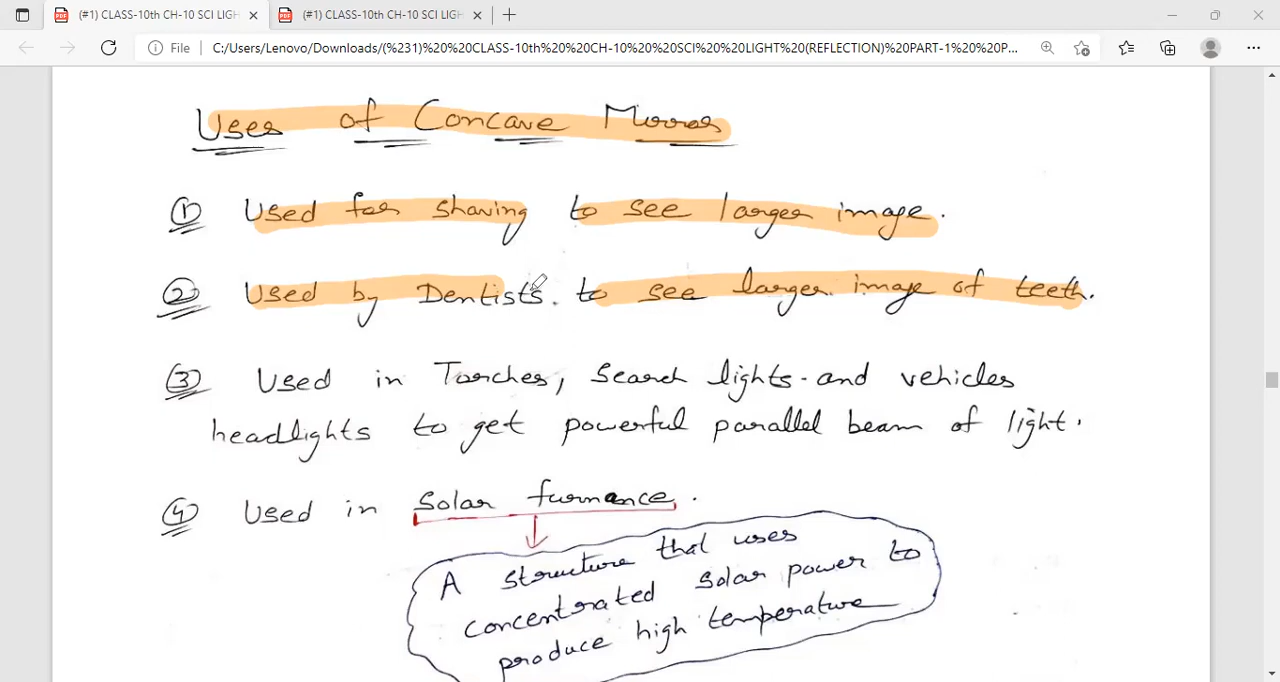 (#1) CLASS-10th CH-10 SCI LIGH
(#1) CLASS-10th CH-10 SCI LIGH
File C:/Users/Lenovo/Downloads/(%231)%20%20CLASS-10th%20%20CH-10%20%20SCI%20%20LIGHT%20(REFLECTION)%20PART-1%20%20P...
Uses of Concave Mirror
① Used for shaving to see larger image.
② Used by Dentists. to see larger image of teeth.
③ Used in Torches, Search lights. and vehicles
headlights to get powerful parallel beam of light.
④ Used in Solar furnance.
A structure that uses
concentrated solar power to
produce high temperature